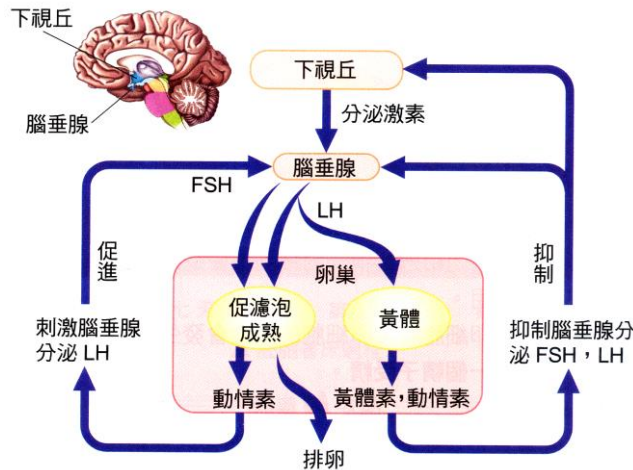 下視丘
腦垂腺
下視丘
分泌激素
腦垂腺
FSH
LH
促進
抑制
卵巢
促濾泡
成熟
黃體
刺激腦垂腺
分泌 LH
抑制腦垂腺分
泌 FSH,LH
動情素
黃體素,動情素
排卵